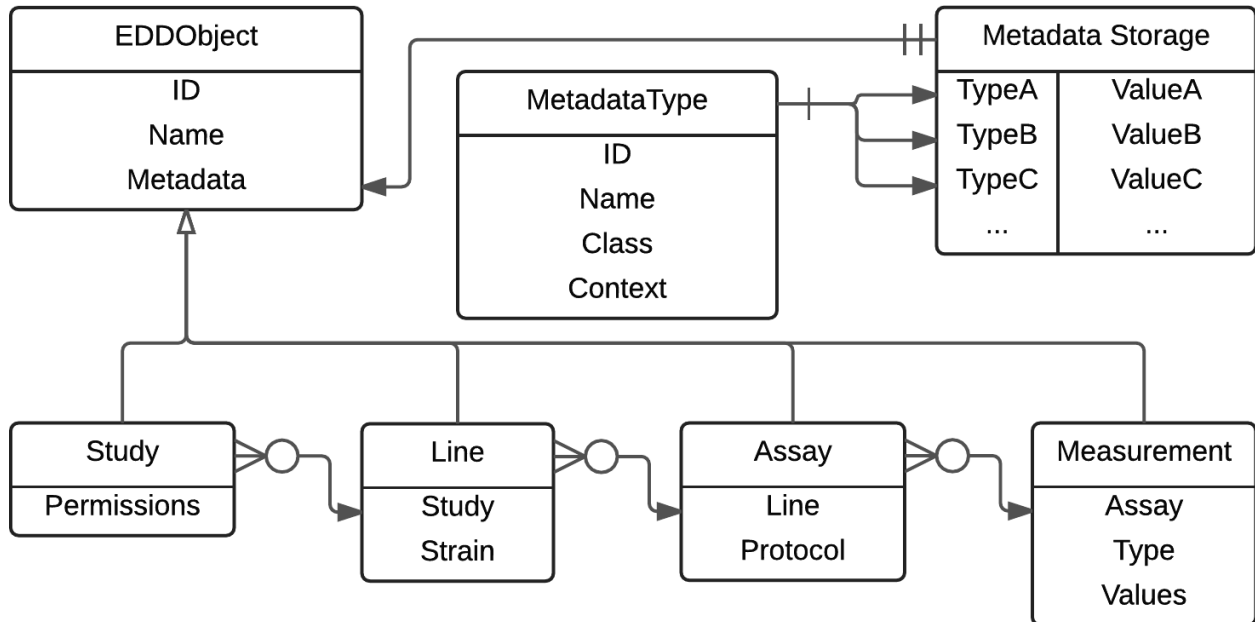 EDDObject
ID
Name
Metadata
MetadataType
ID
Name
Class
Context
Metadata Storage
TypeA ValueA
TypeB ValueB
TypeC ValueC
... ...
Study
Permissions
Line
Study
Strain
Assay
Line
Protocol
Measurement
Assay
Type
Values